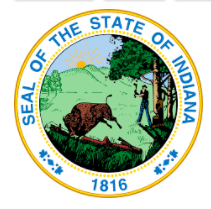 SEAL OF THE STATE OF INDIANA
1816